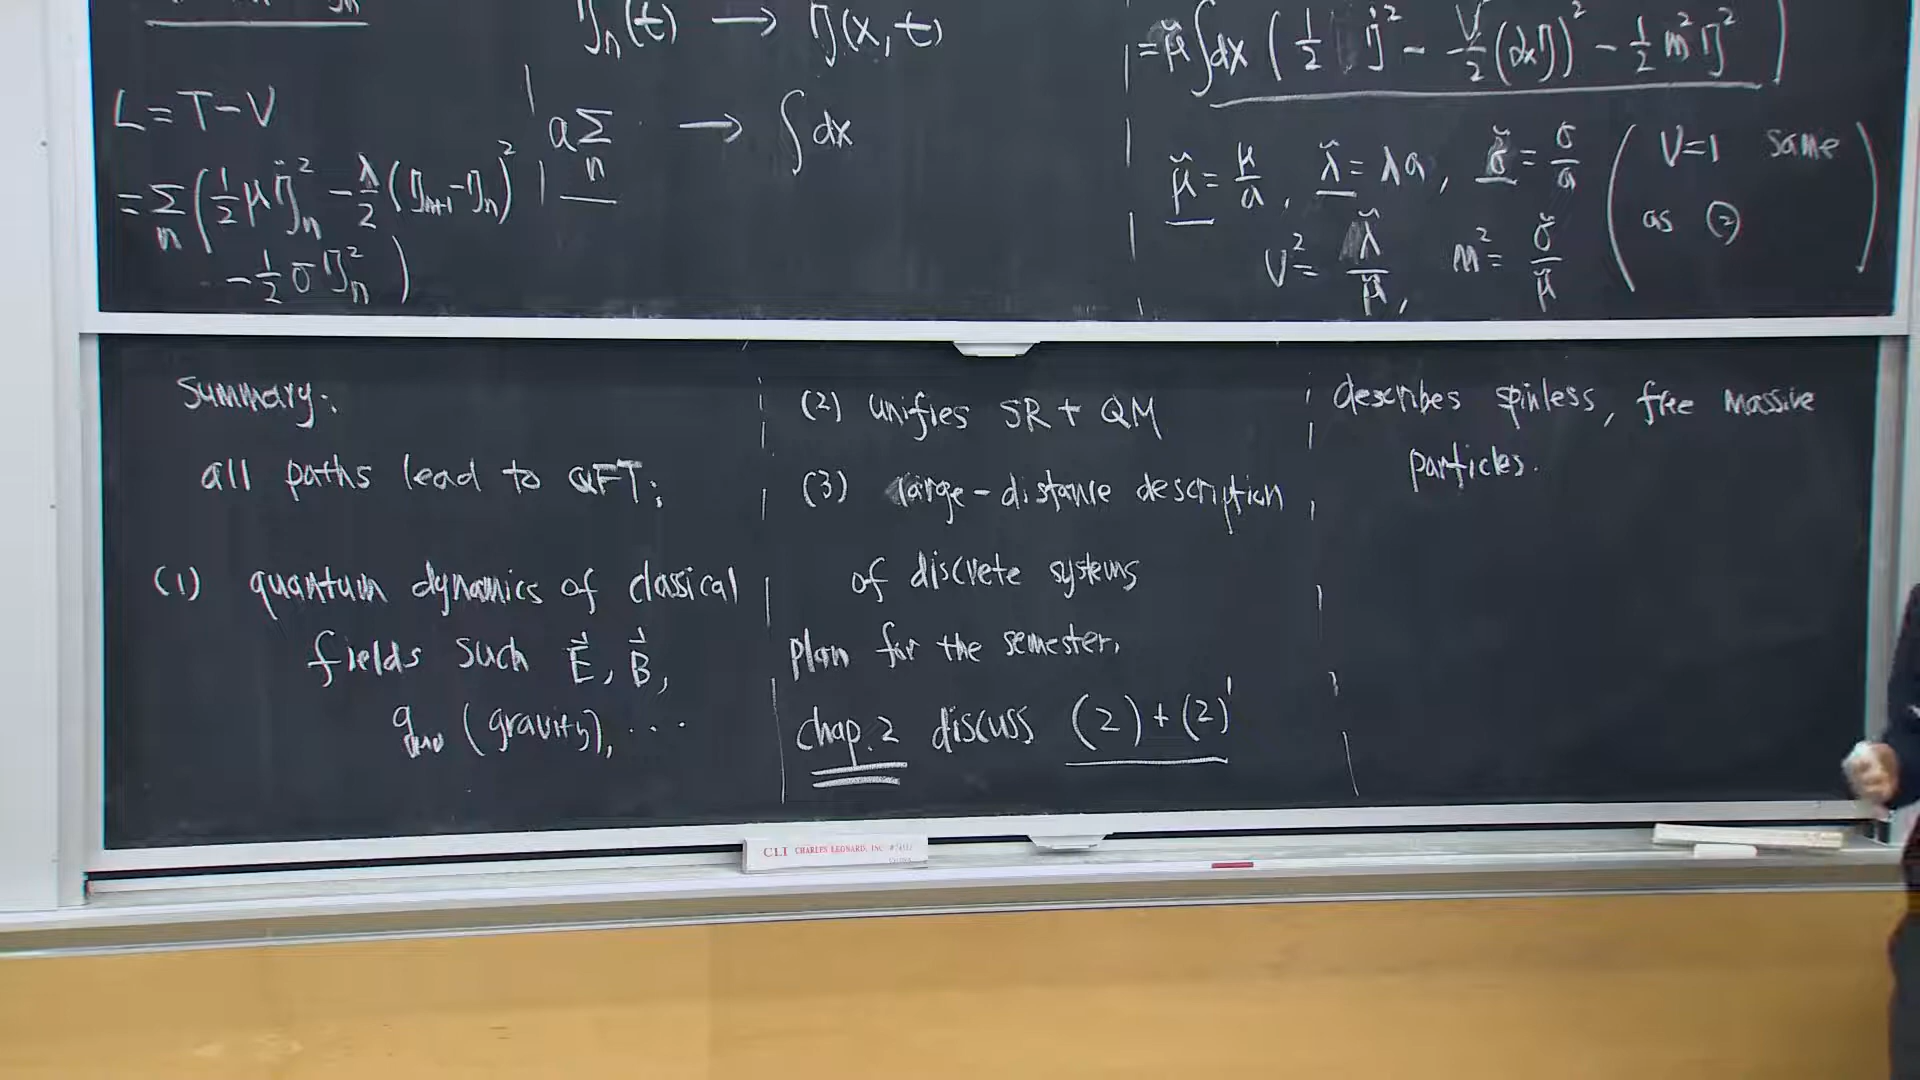 η_n(t) → η(x,t)
L = T - V
= Σ_n ( 1/2 μ η̇_n² - λ/2 (η_{n+1} - η_n)²
- 1/2 σ η_n² )
a Σ_n → ∫ dx
= μ̆ ∫ dx ( 1/2 η̇² - V²/2 (∂xη)² - 1/2 m² η² )
μ̆ = μ/a , λ̆ = λa , σ̆ = σ/a
V² = λ̆/μ̆ , m² = σ̆/μ̆
( V=1 same
as ② )
Summary:
all paths lead to QFT:
(1) quantum dynamics of classical
fields such E⃗, B⃗,
g_μν (gravity), ...
(2) unifies SR + QM
(3) large-distance description
of discrete systems
Plan for the semester,
chap. 2 discuss (2)+(2)'
describes spinless, free massive
particles.
CLI CHARLES LEONARD, INC